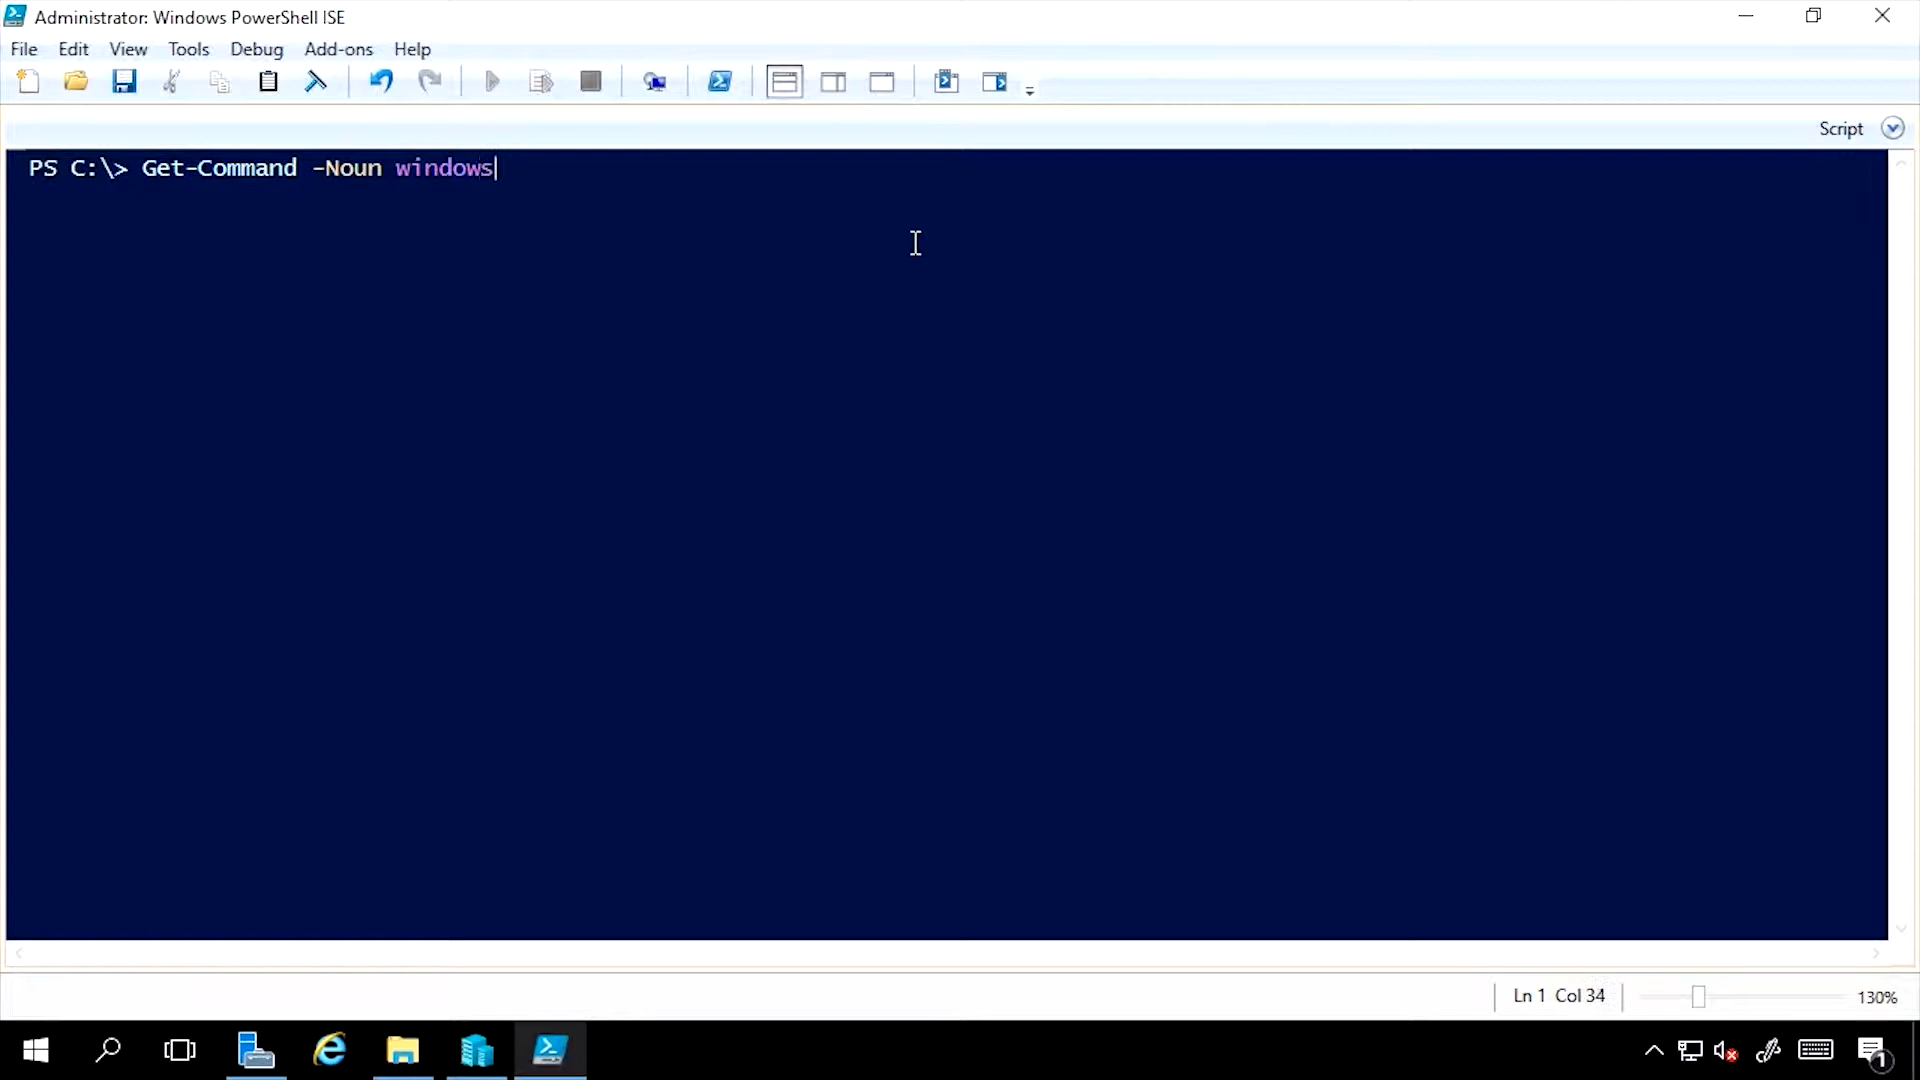 Administrator: Windows PowerShell ISE
File Edit View Tools Debug Add-ons Help
Script
PS C:\> Get-Command -Noun windows
Ln 1 Col 34
130%
1